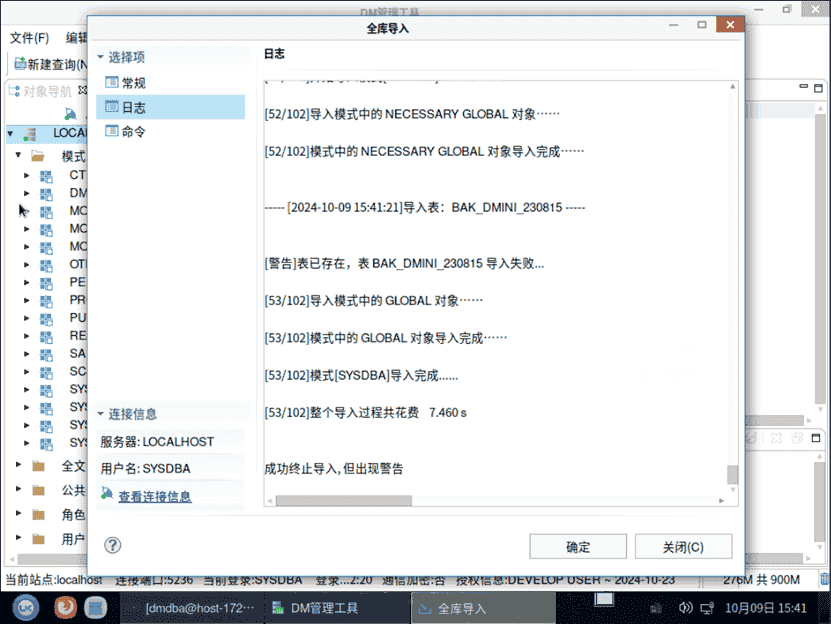 DM管理工具
全库导入
文件(F) 编辑
新建查询(N
对象导航
LOCAL
模式
CT
DM
MO
MO
MO
OT
PE
PR
PU
RE
SA
SC
SYS
SYS
SYS
SYS
全文
公共
角色
用户
选择项
常规
日志
命令
连接信息
服务器: LOCALHOST
用户名: SYSDBA
查看连接信息
日志
[52/102]导入模式中的 NECESSARY GLOBAL 对象……
[52/102]模式中的 NECESSARY GLOBAL 对象导入完成……
----- [2024-10-09 15:41:21]导入表：BAK_DMINI_230815 -----
[警告]表已存在，表 BAK_DMINI_230815 导入失败...
[53/102]导入模式中的 GLOBAL 对象……
[53/102]模式中的 GLOBAL 对象导入完成……
[53/102]模式[SYSDBA]导入完成......
[53/102]整个导入过程共花费 7.460 s
成功终止导入, 但出现警告
确定
关闭(C)
当前站点:localhost 连接端口:5236 当前登录:SYSDBA 登录...2:20 通信加密:否 授权信息:DEVELOP USER ~ 2024-10-23 276M 共 900M
[dmdba@host-172··· DM管理工具 全库导入 10月09日 15:41